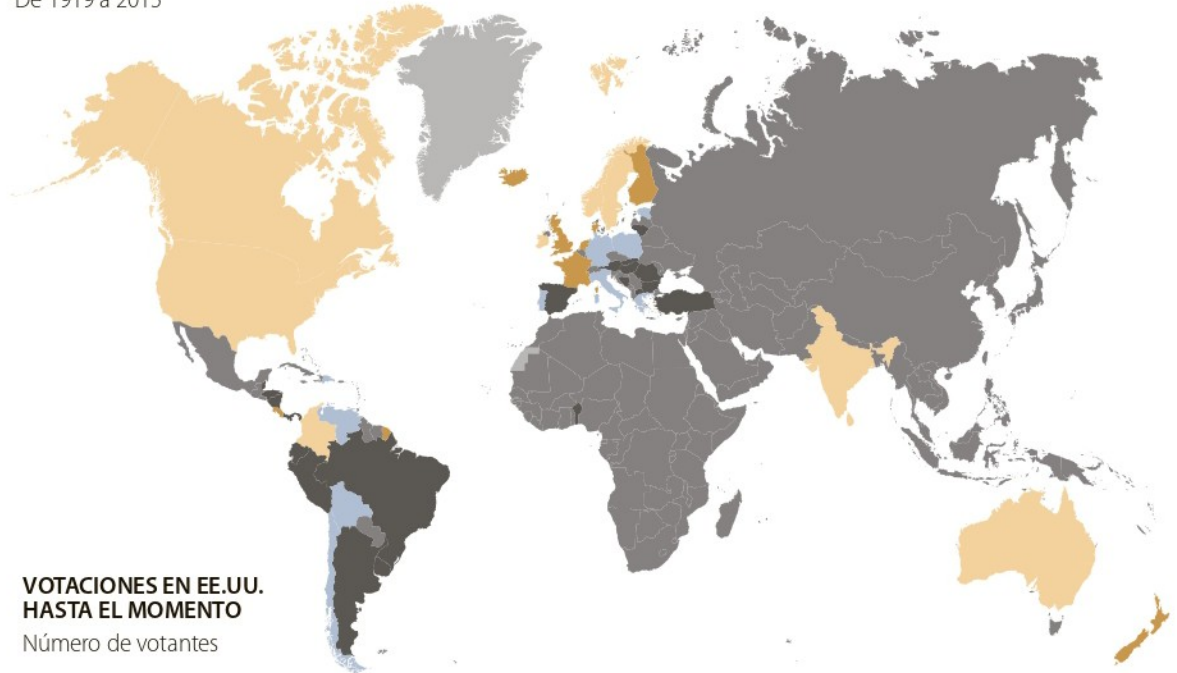 De 1919 a 2015
VOTACIONES EN EE.UU.
HASTA EL MOMENTO
Número de votantes